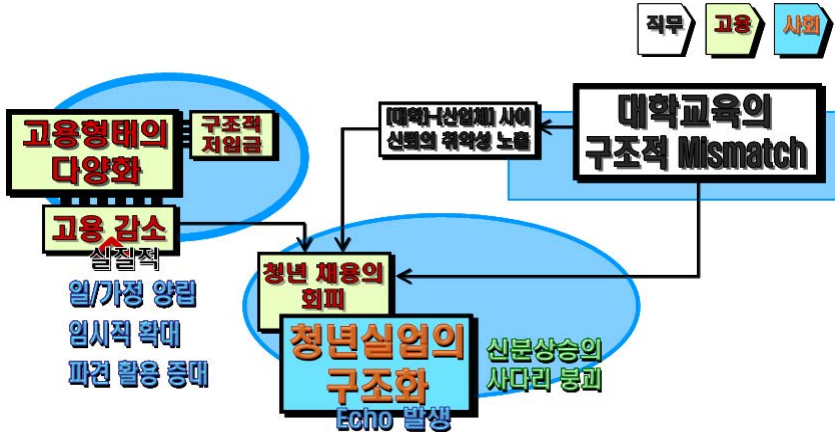 직무
고용
사회
고용형태의
다양화
구조적
저임금
고용 감소
실질적
일/가정 양립
임시직 확대
파견 활용 증대
[대학]-[산업체] 사이
신뢰의 취약성 노출
대학교육의
구조적 Mismatch
청년 채용의
회피
청년실업의
구조화
Echo 발생
신분상승의
사다리 붕괴